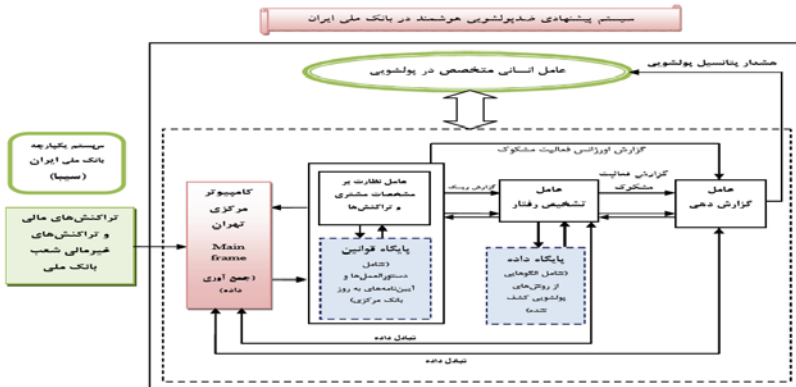 سیستم پیشنهادی ضدپولشویی هوشمند در بانک ملی ایران
عامل انسانی متخصص در پولشویی
هشدار پتانسیل پولشویی
سیستم یکپارچه
بانک ملی ایران
(سیبا)
تراکنش‌های مالی
و تراکنش‌های
غیرمالی شعب
بانک ملی
کامپیوتر
مرکزی
تهران
Main
frame
(جمع آوری
داده)
عامل نظارت بر
مشخصات مشتری
و تراکنش‌ها
پایگاه قوانین
(شامل
دستورالعمل‌ها و
آیین‌نامه‌های به روز
بانک مرکزی)
گزارش اورژانس فعالیت مشکوک
گزارش ریسک
عامل
تشخیص رفتار
پایگاه داده
(شامل الگوهایی
از روش‌های
پولشویی کشف
شده)
گزارش فعالیت
مشکوک
عامل
گزارش دهی
تبادل داده
تبادل داده